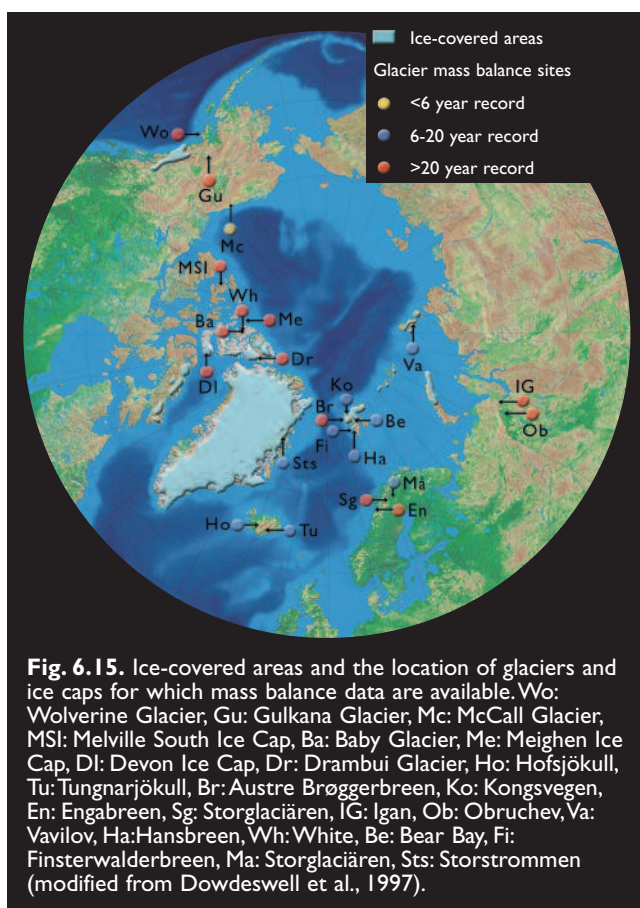 Ice-covered areas
Glacier mass balance sites
<6 year record
6-20 year record
>20 year record
Wo
Gu
Mc
MSI
Wh
Ba
Me
Dr
DI
Va
Ko
IG
Br
Be
Ob
Fi
Sts
Ha
Må
Sg
En
Ho
Tu
Fig. 6.15. Ice-covered areas and the location of glaciers and
ice caps for which mass balance data are available. Wo:
Wolverine Glacier, Gu: Gulkana Glacier, Mc: McCall Glacier,
MSI: Melville South Ice Cap, Ba: Baby Glacier, Me: Meighen Ice
Cap, DI: Devon Ice Cap, Dr: Drambui Glacier, Ho: Hofsjökull,
Tu: Tungnarjökull, Br: Austre Brøggerbreen, Ko: Kongsvegen,
En: Engabreen, Sg: Storglaciären, IG: Igan, Ob: Obruchev, Va:
Vavilov, Ha:Hansbreen, Wh: White, Be: Bear Bay, Fi:
Finsterwalderbreen, Ma: Storglaciären, Sts: Storstrommen
(modified from Dowdeswell et al., 1997).